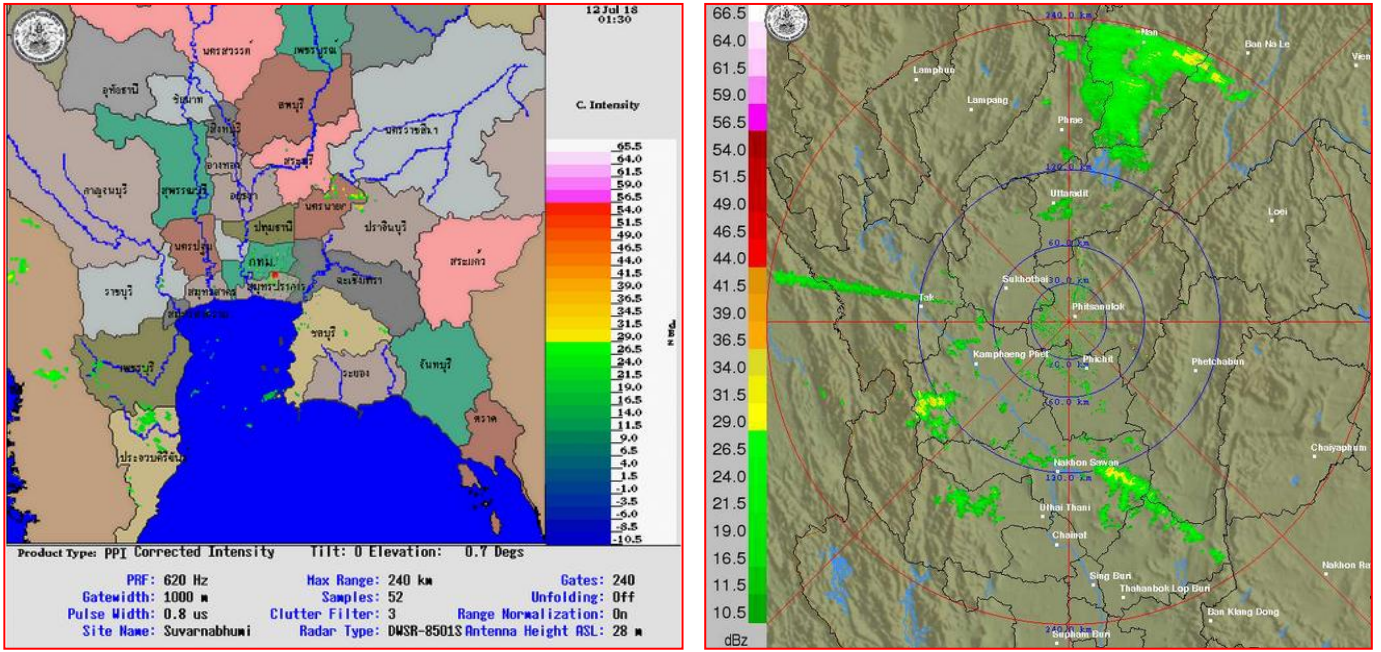 12Jul 18
01:30
C. Intensity
65.5
64.0
61.5
59.0
56.5
54.0
51.5
49.0
46.5
44.0
41.5
39.0
36.5
34.0
31.5
29.0
26.5
24.0
21.5
19.0
16.5
14.0
11.5
9.0
6.5
4.0
1.5
-1.0
-3.5
-6.0
-8.5
-10.5
นครสวรรค์
เพชรบูรณ์
อุทัยธานี
ชัยนาท
ลพบุรี
สิงห์บุรี
นครราชสีมา
อ่างทอง
สระบุรี
กาญจนบุรี
สุพรรณบุรี
อยุธยา
นครนายก
ปทุมธานี
ปราจีนบุรี
นครปฐม
กทม.
สระแก้ว
ราชบุรี
สมุทรสาคร
สมุทรปราการ
ฉะเชิงเทรา
สมุทรสงคราม
ชลบุรี
เพชรบุรี
ระยอง
จันทบุรี
ตราด
ประจวบคีรีขันธ์
Product Type: PPI Corrected Intensity Tilt: 0 Elevation: 0.7 Degs
PRF: 620 Hz Max Range: 240 km Gates: 240
Gatewidth: 1000 m Samples: 52 Unfolding: Off
Pulse Width: 0.8 us Clutter Filter: 3 Range Normalization: On
Site Name: Suvarnabhumi Radar Type: DWSR-8501S Antenna Height ASL: 28 m
66.5
64.0
61.5
59.0
56.5
54.0
51.5
49.0
46.5
44.0
41.5
39.0
36.5
34.0
31.5
29.0
26.5
24.0
21.5
19.0
16.5
11.5
10.5
dBz
240.0 km
Nan
Ban Na Le
Vien
Lamphun
Lampang
Phrae
120.0 km
Uttaradit
Loei
60.0 km
Sukhothai
30.0 km
Tak
Phitsanulok
Kamphaeng Phet
Phichit
Phetchabun
60.0 km
Chaiyaphum
Nakhon Sawan
120.0 km
Uthai Thani
Chainat
Nakhon Ra
Sing Buri
Thahanbok Lop Buri
Ban Klang Dong
240.0 km
Suphan Buri